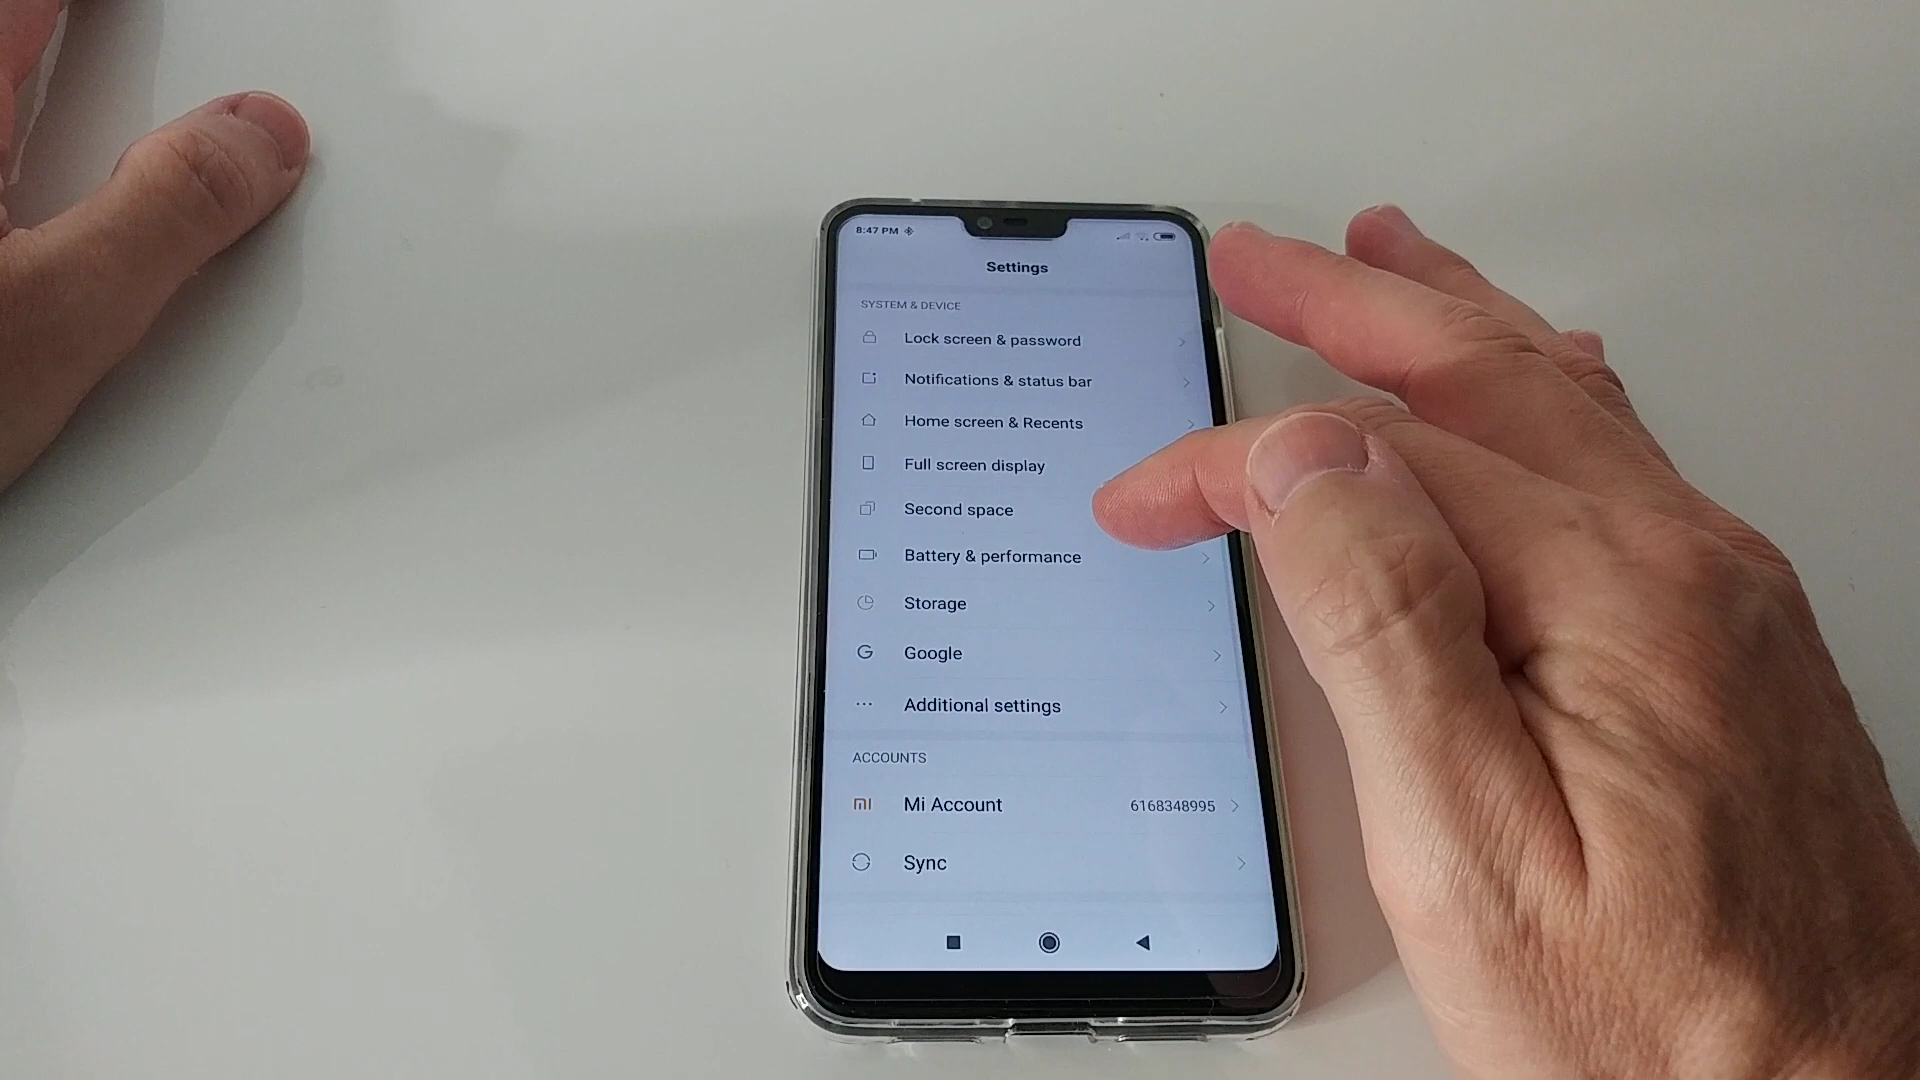 8:47 PM
Settings
SYSTEM & DEVICE
Lock screen & password
Notifications & status bar
Home screen & Recents
Full screen display
Second space
Battery & performance
Storage
Google
Additional settings
ACCOUNTS
Mi Account 6168348995
Sync